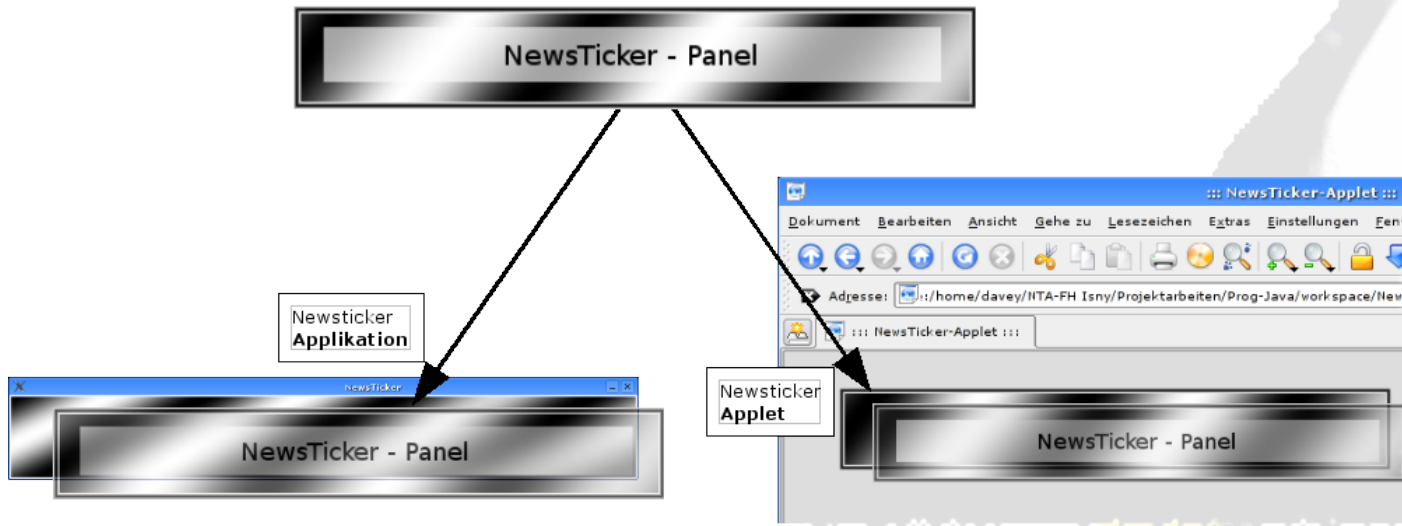 NewsTicker - Panel
::: NewsTicker-Applet :::
Dokument Bearbeiten Ansicht Gehe zu Lesezeichen Extras Einstellungen Fen
Adresse: :/home/davey/NTA-FH Isny/Projektarbeiten/Prog-Java/workspace/New
::: NewsTicker-Applet :::
Newsticker
Applikation
NewsTicker
NewsTicker - Panel
Newsticker
Applet
NewsTicker - Panel